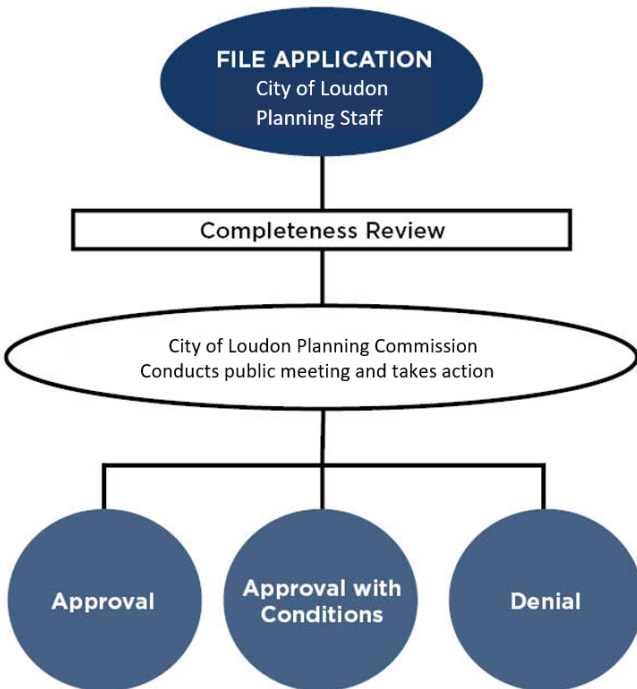 FILE APPLICATION
City of Loudon
Planning Staff
Completeness Review
City of Loudon Planning Commission
Conducts public meeting and takes action
Approval
Approval with
Conditions
Denial